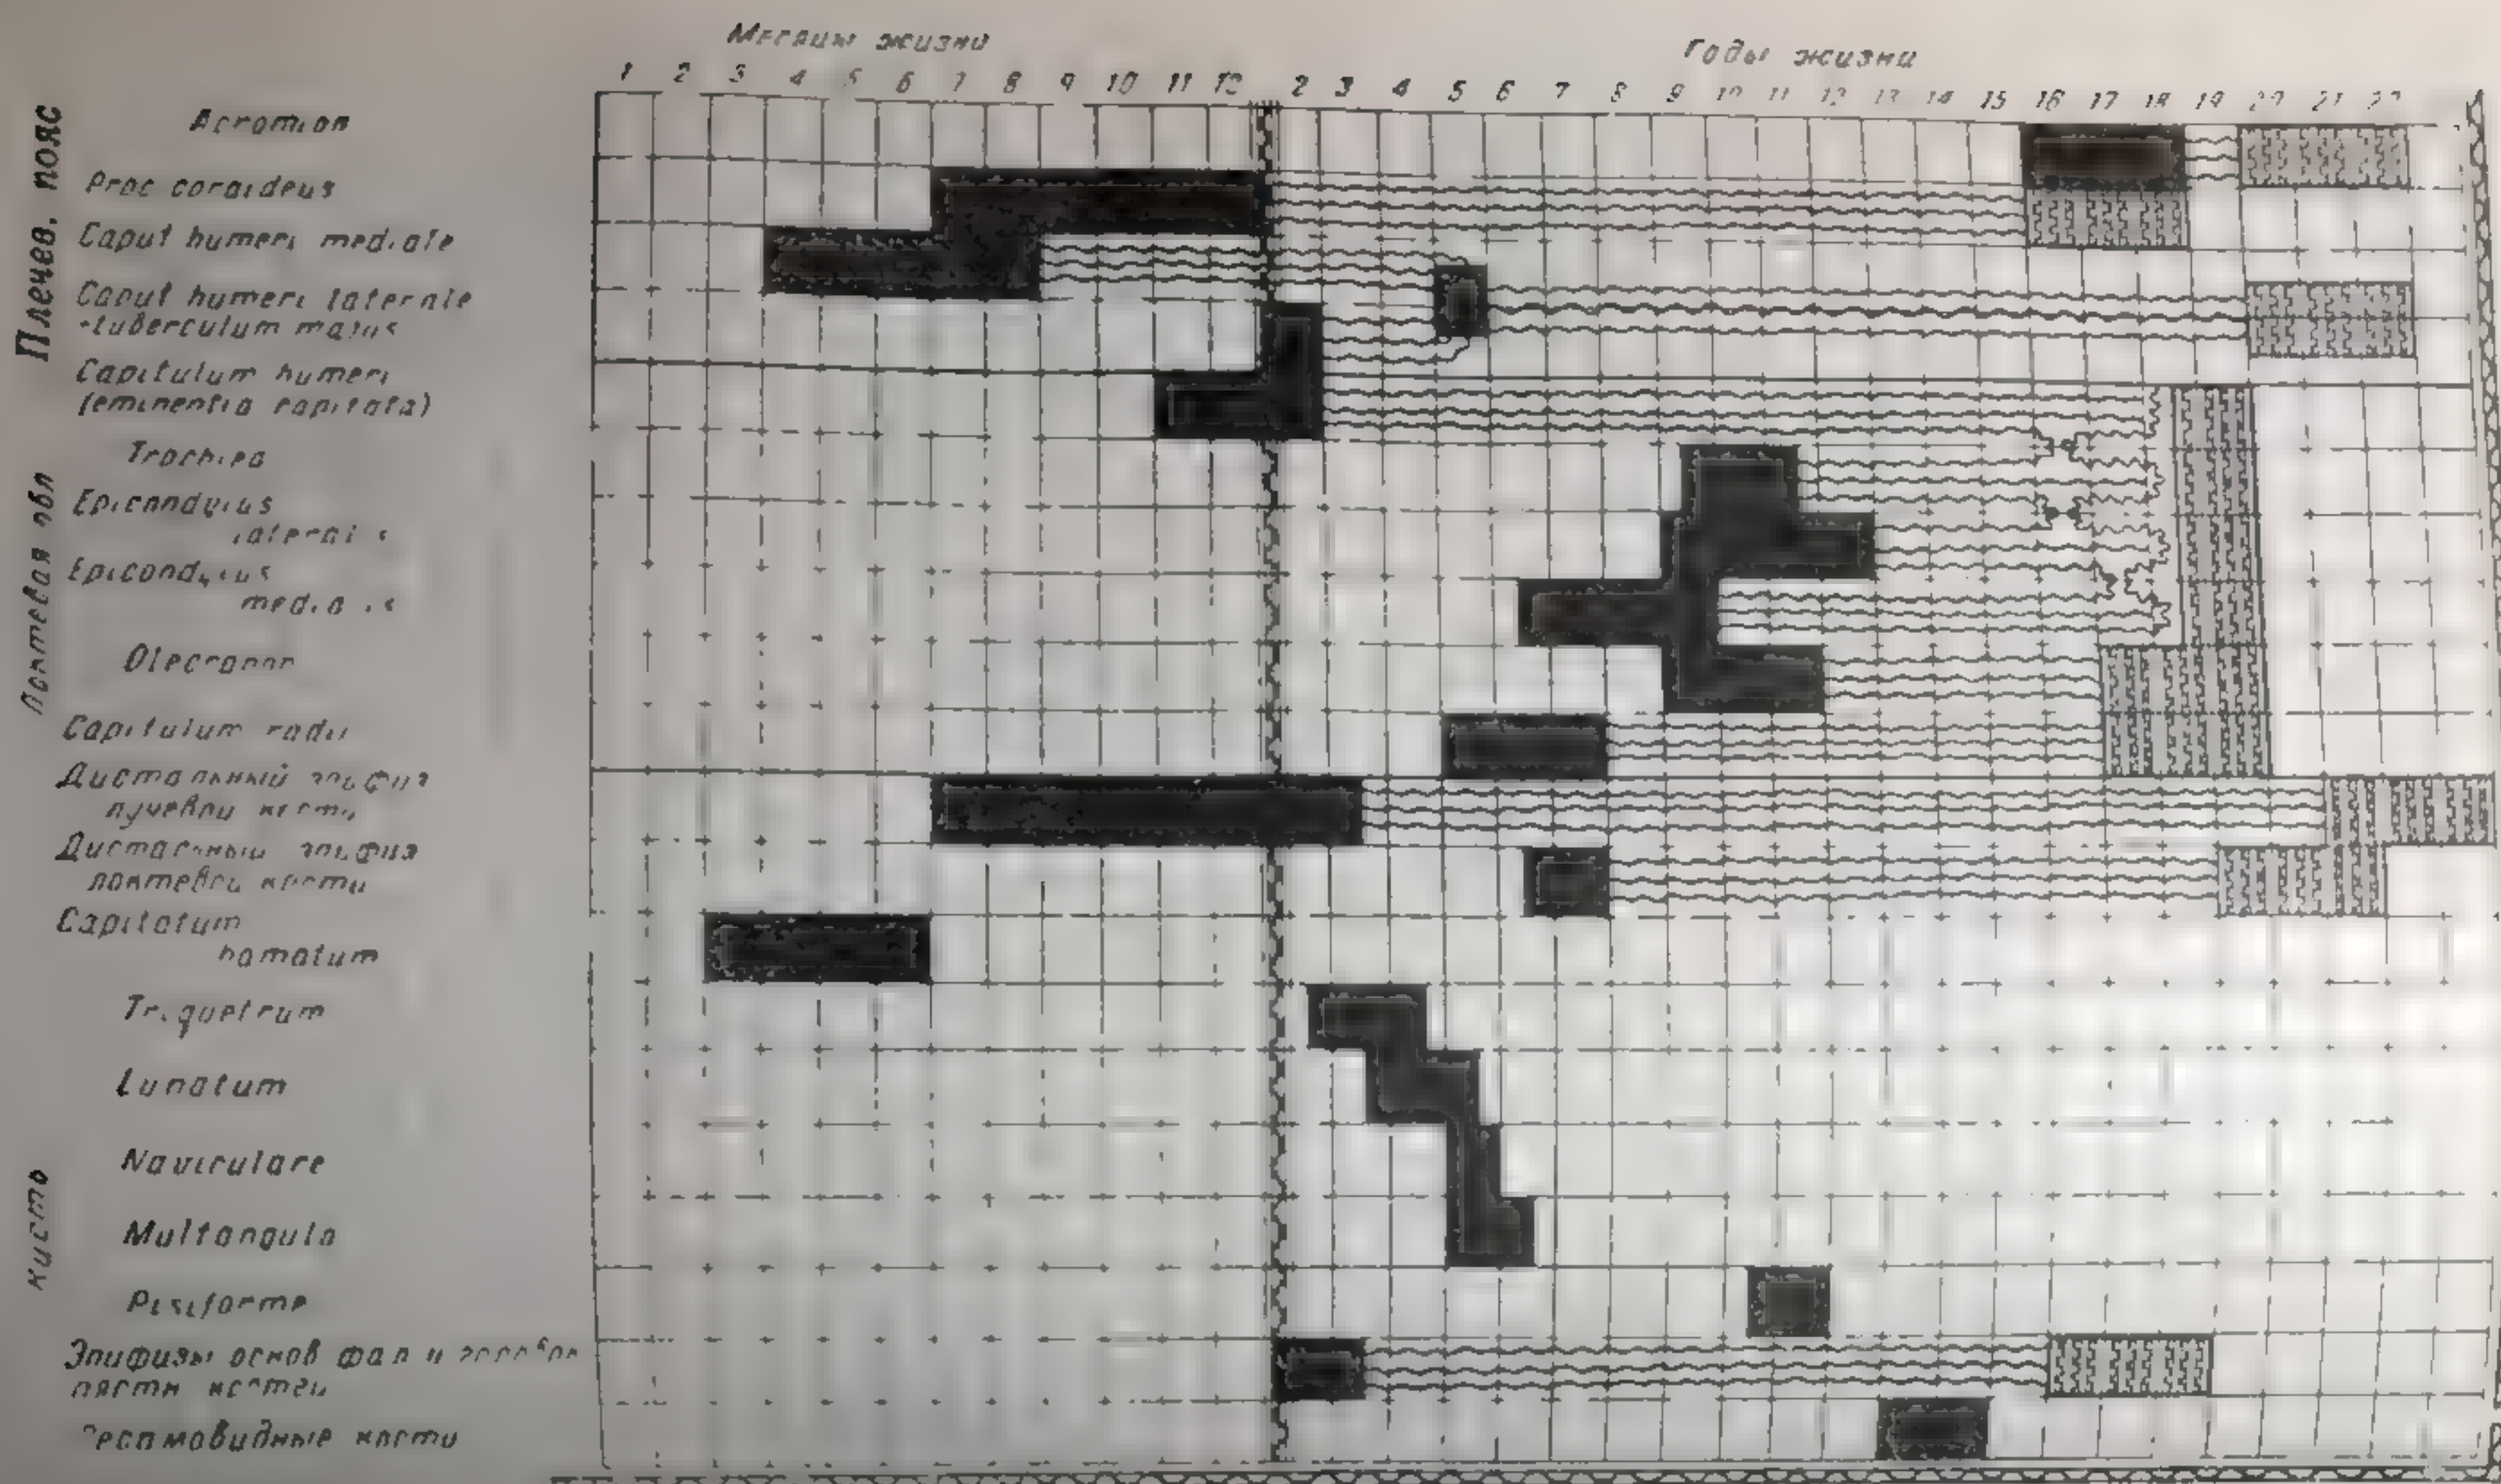 Месяцы жизни
Годы жизни
1 2 3 4 5 6 7 8 9 10 11 12 2 3 4 5 6 7 8 9 10 11 12 13 14 15 16 17 18 19 20 21 22
Плечев. пояс
Acromion
Proc coraideus
Caput humeri mediale
Caput humeri laterale
+tuberculum majus
Локтевая обл
Capitulum humeri
(eminentia capitata)
Trochlea
Epicondylus
lateralis
Epicondylus
medialis
Olecranon
Capitulum radii
Дистальный эпифиз
лучевой кости
Дистальный эпифиз
локтевой кости
Кисть
Capitatum
hamatum
Triquetrum
Lunatum
Naviculare
Multangula
Pisiforme
Эпифизы основ фал и головок
пястн костей
кости